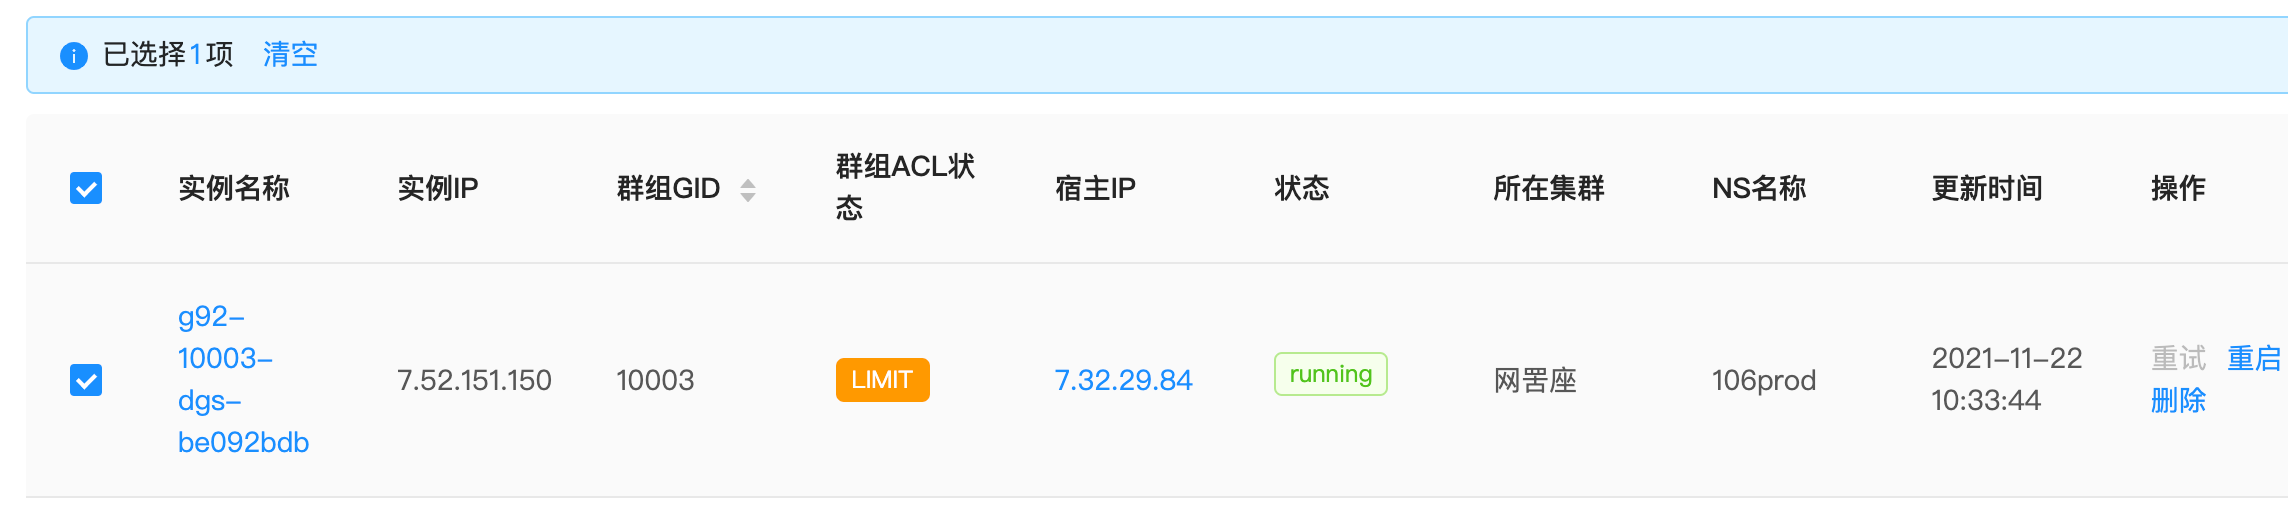 已选择1项 清空
实例名称 实例IP 群组GID 群组ACL状态 宿主IP 状态 所在集群 NS名称 更新时间 操作
g92-
10003-
dgs-
be092bdb
7.52.151.150
10003
LIMIT
7.32.29.84
running
网罟座
106prod
2021-11-22
10:33:44
重试 重启
删除